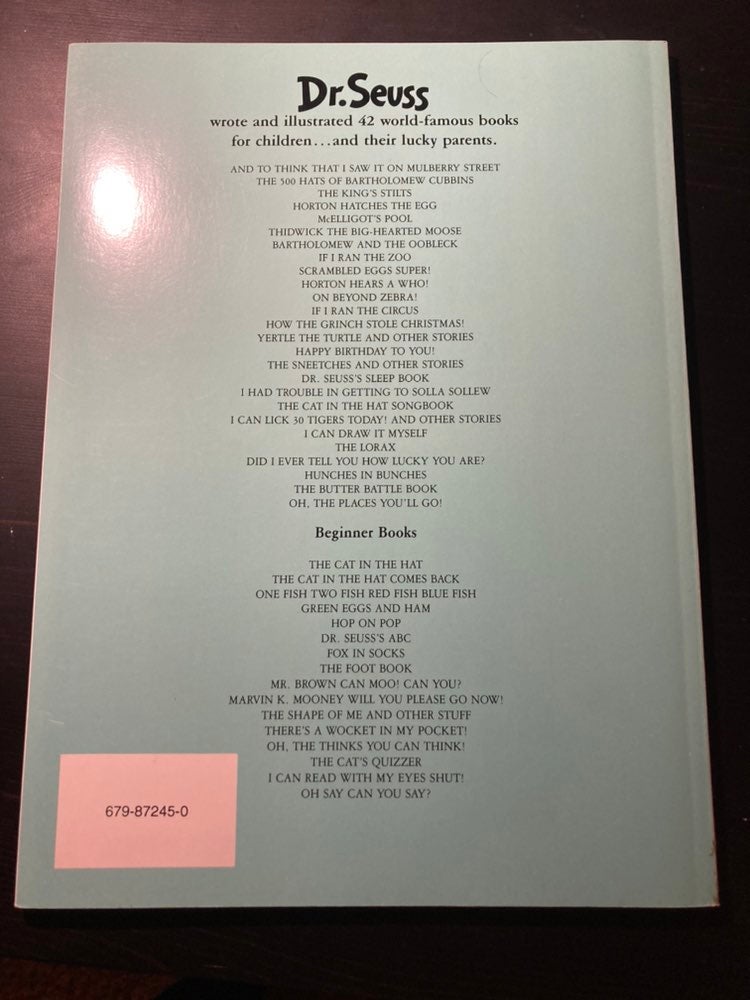 Dr. Seuss
wrote and illustrated 42 world-famous books
for children...and their lucky parents.
AND TO THINK THAT I SAW IT ON MULBERRY STREET
THE 500 HATS OF BARTHOLOMEW CUBBINS
THE KING'S STILTS
HORTON HATCHES THE EGG
McELLIGOT'S POOL
THIDWICK THE BIG-HEARTED MOOSE
BARTHOLOMEW AND THE OOBLECK
IF I RAN THE ZOO
SCRAMBLED EGGS SUPER!
HORTON HEARS A WHO!
ON BEYOND ZEBRA!
IF I RAN THE CIRCUS
HOW THE GRINCH STOLE CHRISTMAS!
YERTLE THE TURTLE AND OTHER STORIES
HAPPY BIRTHDAY TO YOU!
THE SNEETCHES AND OTHER STORIES
DR. SEUSS'S SLEEP BOOK
I HAD TROUBLE IN GETTING TO SOLLA SOLLEW
THE CAT IN THE HAT SONGBOOK
I CAN LICK 30 TIGERS TODAY! AND OTHER STORIES
I CAN DRAW IT MYSELF
THE LORAX
DID I EVER TELL YOU HOW LUCKY YOU ARE?
HUNCHES IN BUNCHES
THE BUTTER BATTLE BOOK
OH, THE PLACES YOU'LL GO!
Beginner Books
THE CAT IN THE HAT
THE CAT IN THE HAT COMES BACK
ONE FISH TWO FISH RED FISH BLUE FISH
GREEN EGGS AND HAM
HOP ON POP
DR. SEUSS'S ABC
FOX IN SOCKS
THE FOOT BOOK
MR. BROWN CAN MOO! CAN YOU?
MARVIN K. MOONEY WILL YOU PLEASE GO NOW!
THE SHAPE OF ME AND OTHER STUFF
THERE'S A WOCKET IN MY POCKET!
OH, THE THINKS YOU CAN THINK!
THE CAT'S QUIZZER
I CAN READ WITH MY EYES SHUT!
OH SAY CAN YOU SAY?
679-87245-0